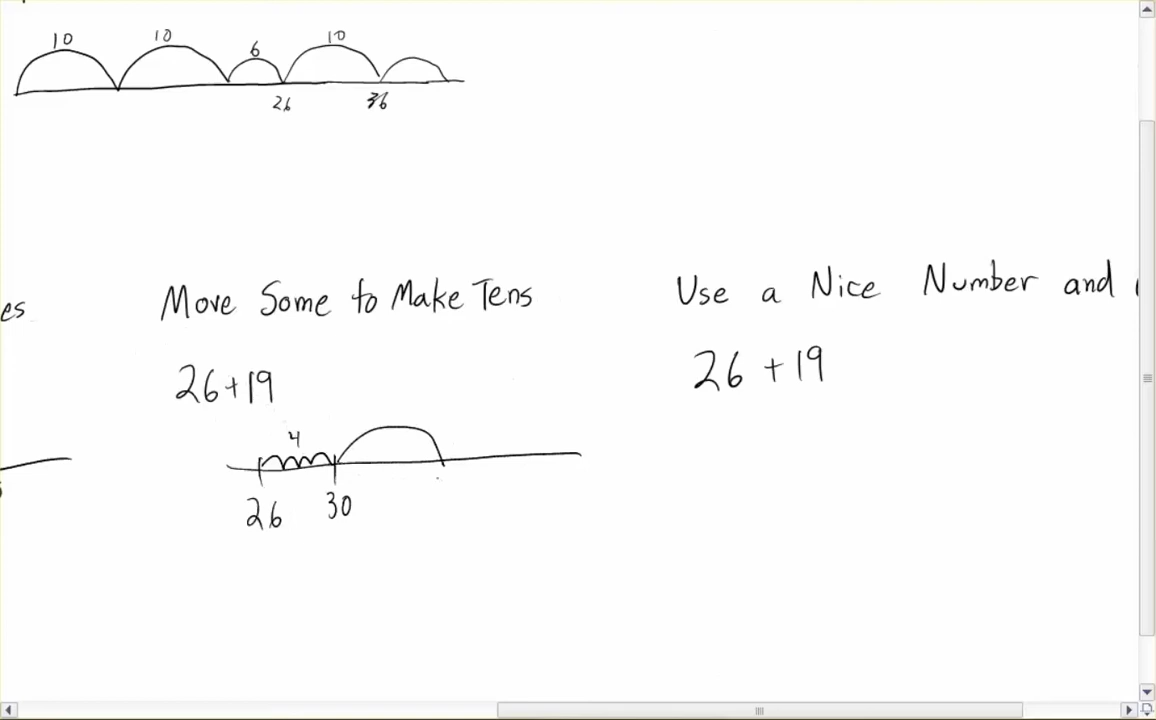 10 10 6 10
26 36
es Move Some to Make Tens Use a Nice Number and
26+19 26 + 19
4
26 30